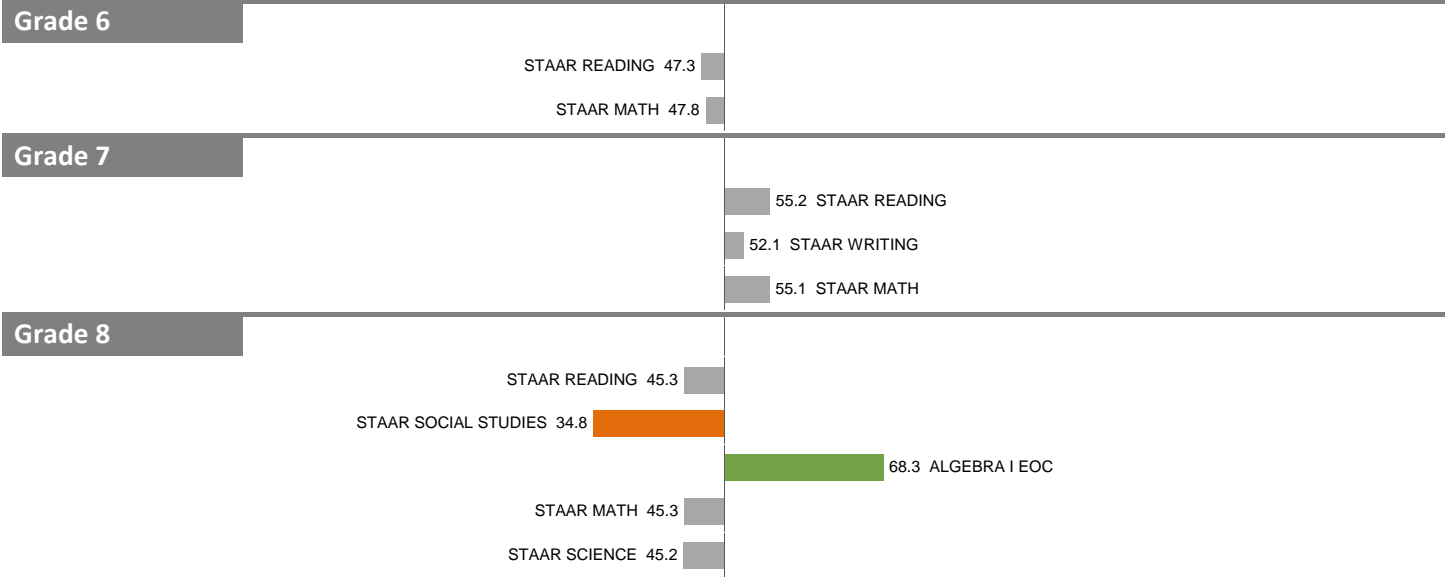 Grade 6
STAAR READING 47.3
STAAR MATH 47.8
Grade 7
55.2 STAAR READING
52.1 STAAR WRITING
55.1 STAAR MATH
Grade 8
STAAR READING 45.3
STAAR SOCIAL STUDIES 34.8
68.3 ALGEBRA I EOC
STAAR MATH 45.3
STAAR SCIENCE 45.2